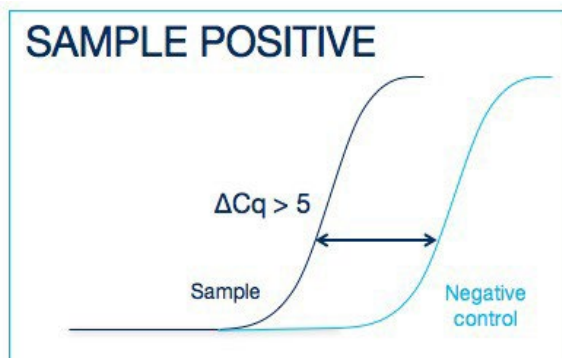 SAMPLE POSITIVE
ΔCq > 5
Sample
Negative
control